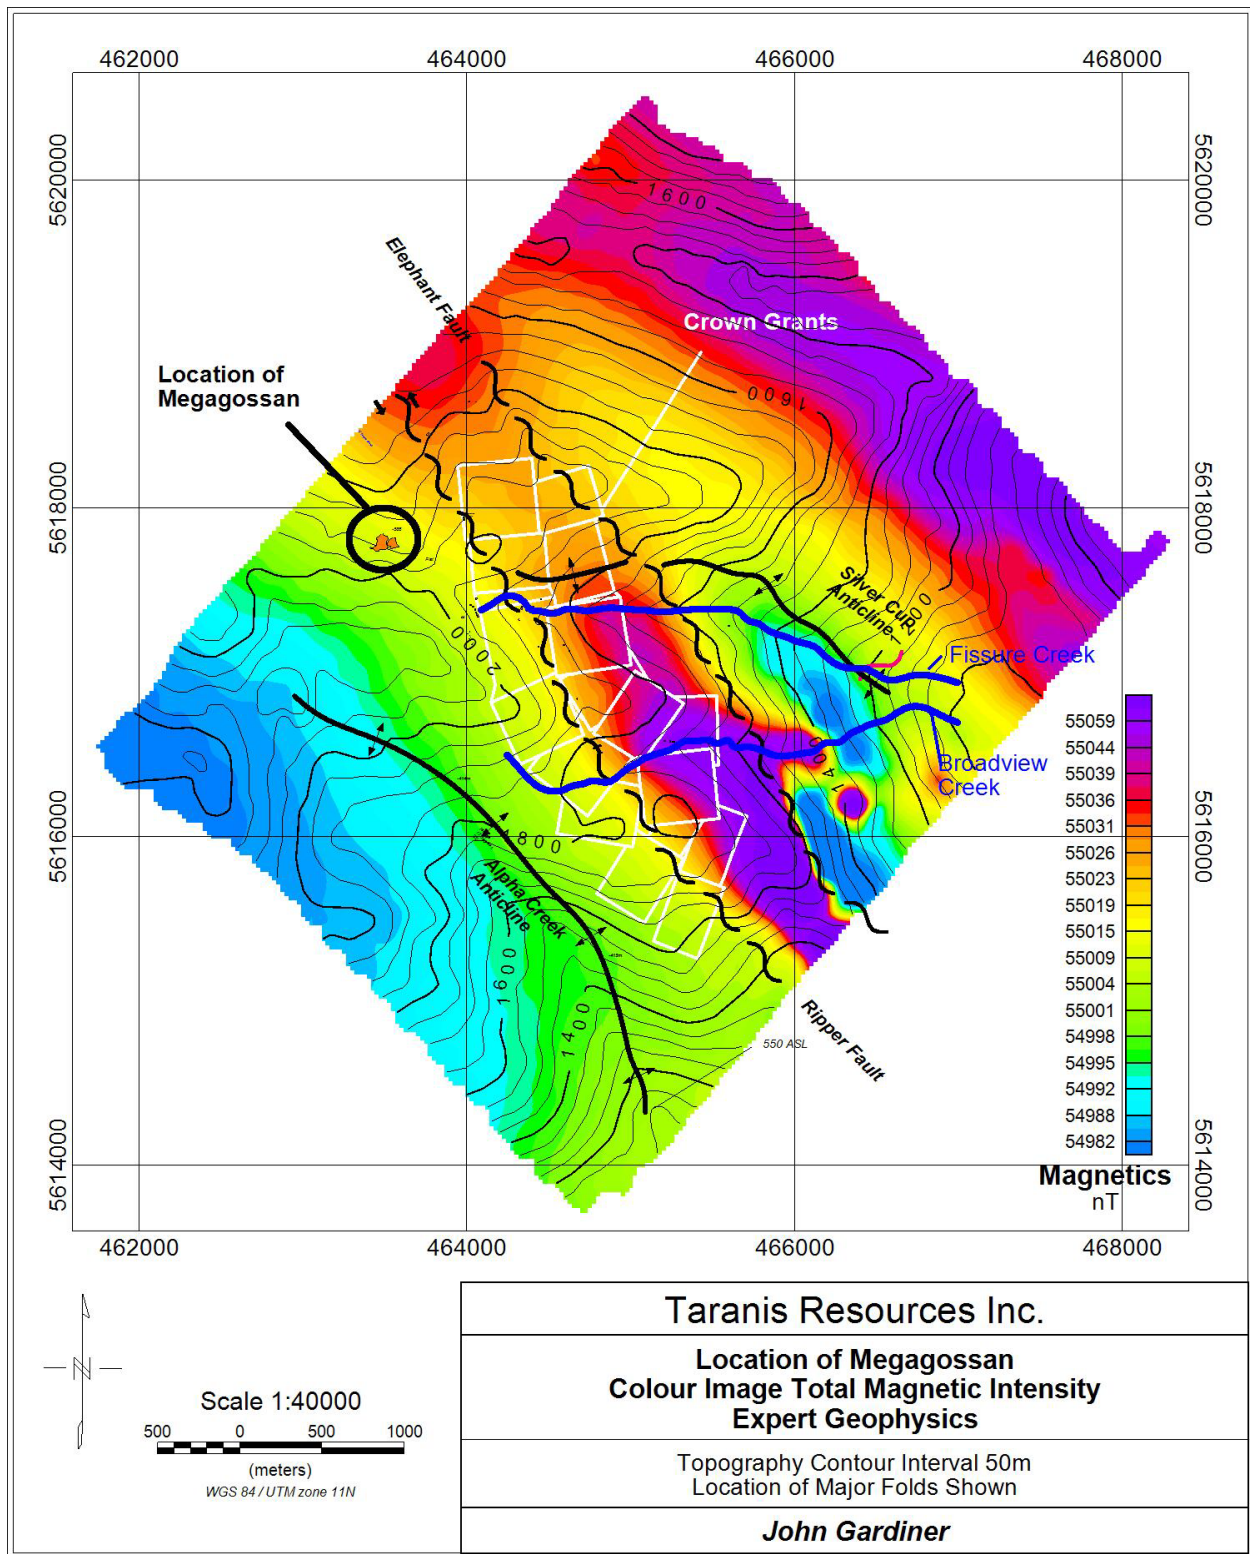 462000
464000
466000
468000
5620000
5620000
1600
Elephant Fault
Crown Grants
Location of
Megagossan
1600
5618000
5618000
Silver Cup
Anticline
2000
Fissure Creek
1400
Broadview
Creek
5616000
5616000
1800
Alpha Creek
Anticline
1600
1400
Ripper Fault
550 ASL
55059
55044
55039
55036
55031
55026
55023
55019
55015
55009
55004
55001
54998
54995
54992
54988
54982
Magnetics
nT
5614000
5614000
462000
464000
466000
468000
N
Scale 1:40000
500 0 500 1000
(meters)
WGS 84 / UTM zone 11N
Taranis Resources Inc.
Location of Megagossan
Colour Image Total Magnetic Intensity
Expert Geophysics
Topography Contour Interval 50m
Location of Major Folds Shown
John Gardiner